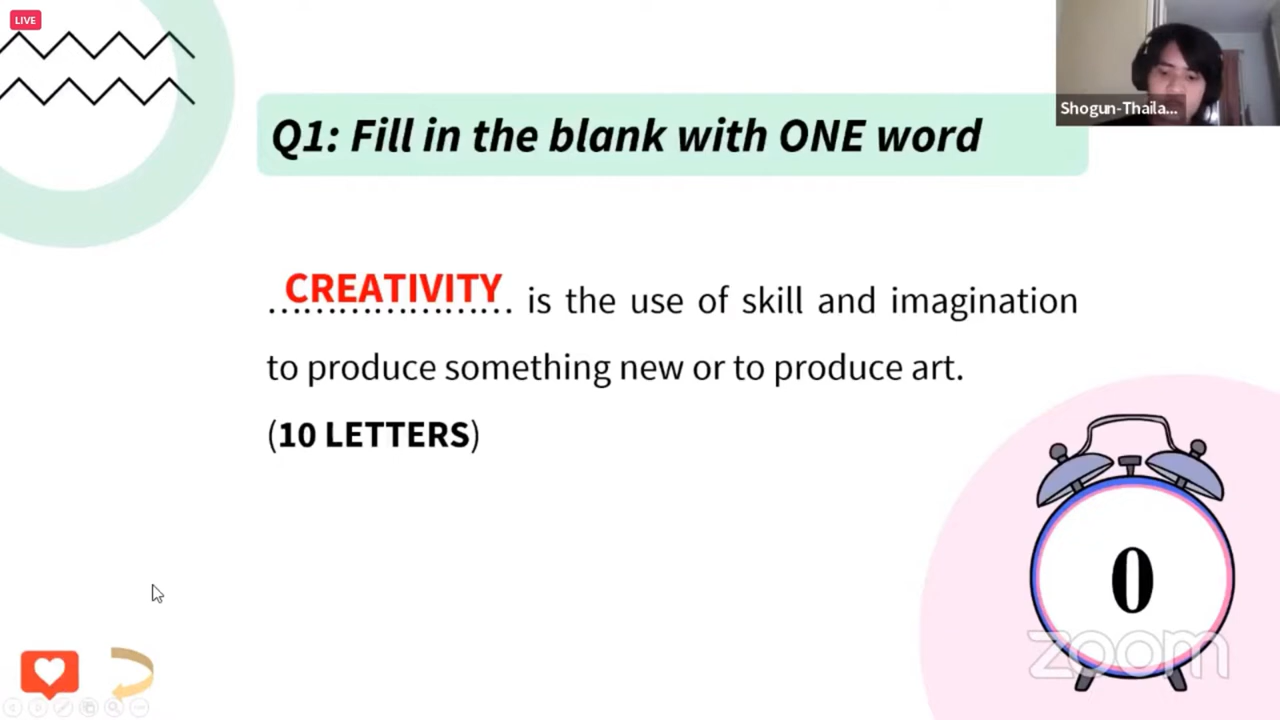 LIVE
Q1: Fill in the blank with ONE word
Shogun-Thaila...
CREATIVITY
..................... is the use of skill and imagination
to produce something new or to produce art.
(10 LETTERS)
0
zoom